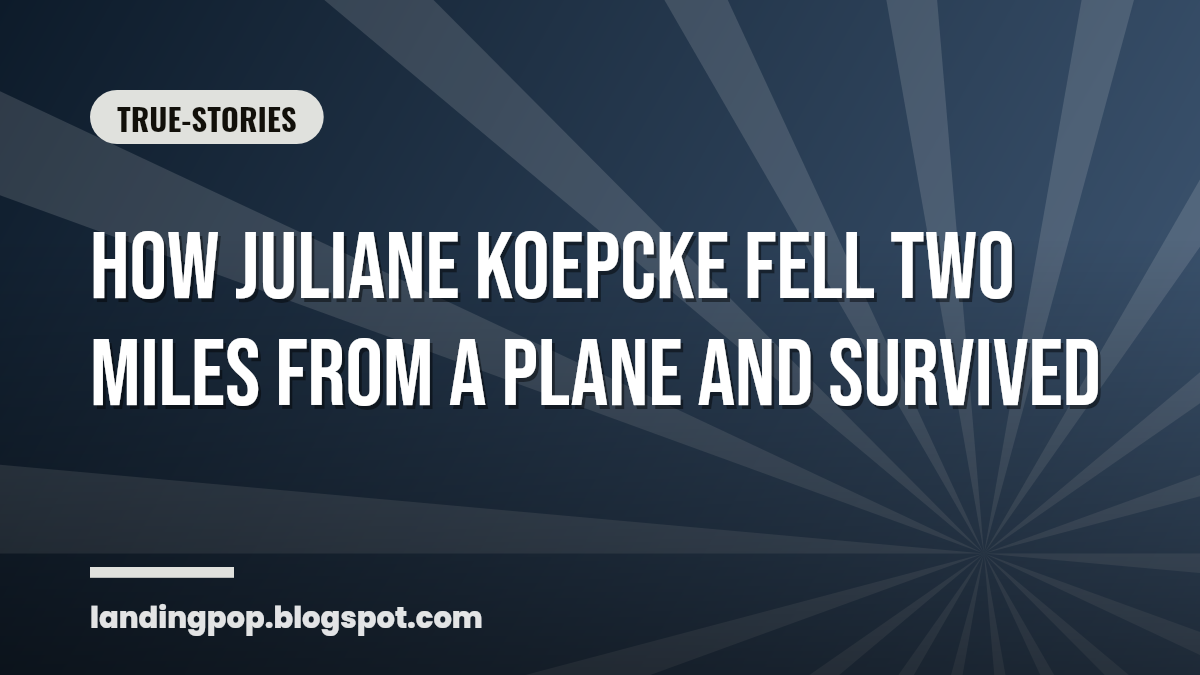 TRUE-STORIES
HOW JULIANE KOEPCKE FELL TWO
MILES FROM A PLANE AND SURVIVED
landingpop.blogspot.com